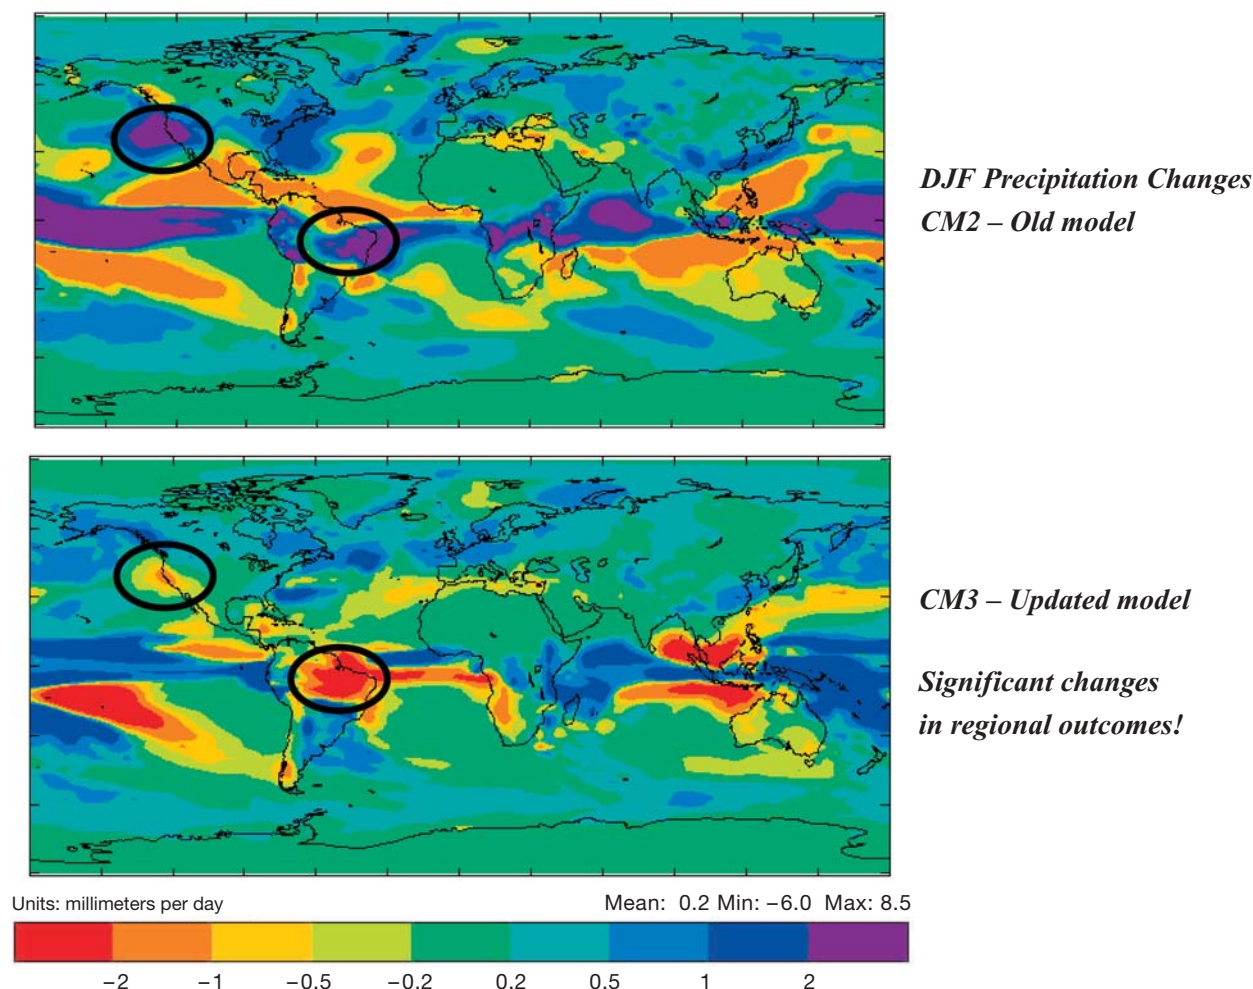 DJF Precipitation Changes
CM2 – Old model
CM3 – Updated model
Significant changes
in regional outcomes!
Units: millimeters per day
Mean: 0.2 Min: –6.0 Max: 8.5
–2 –1 –0.5 –0.2 0.2 0.5 1 2